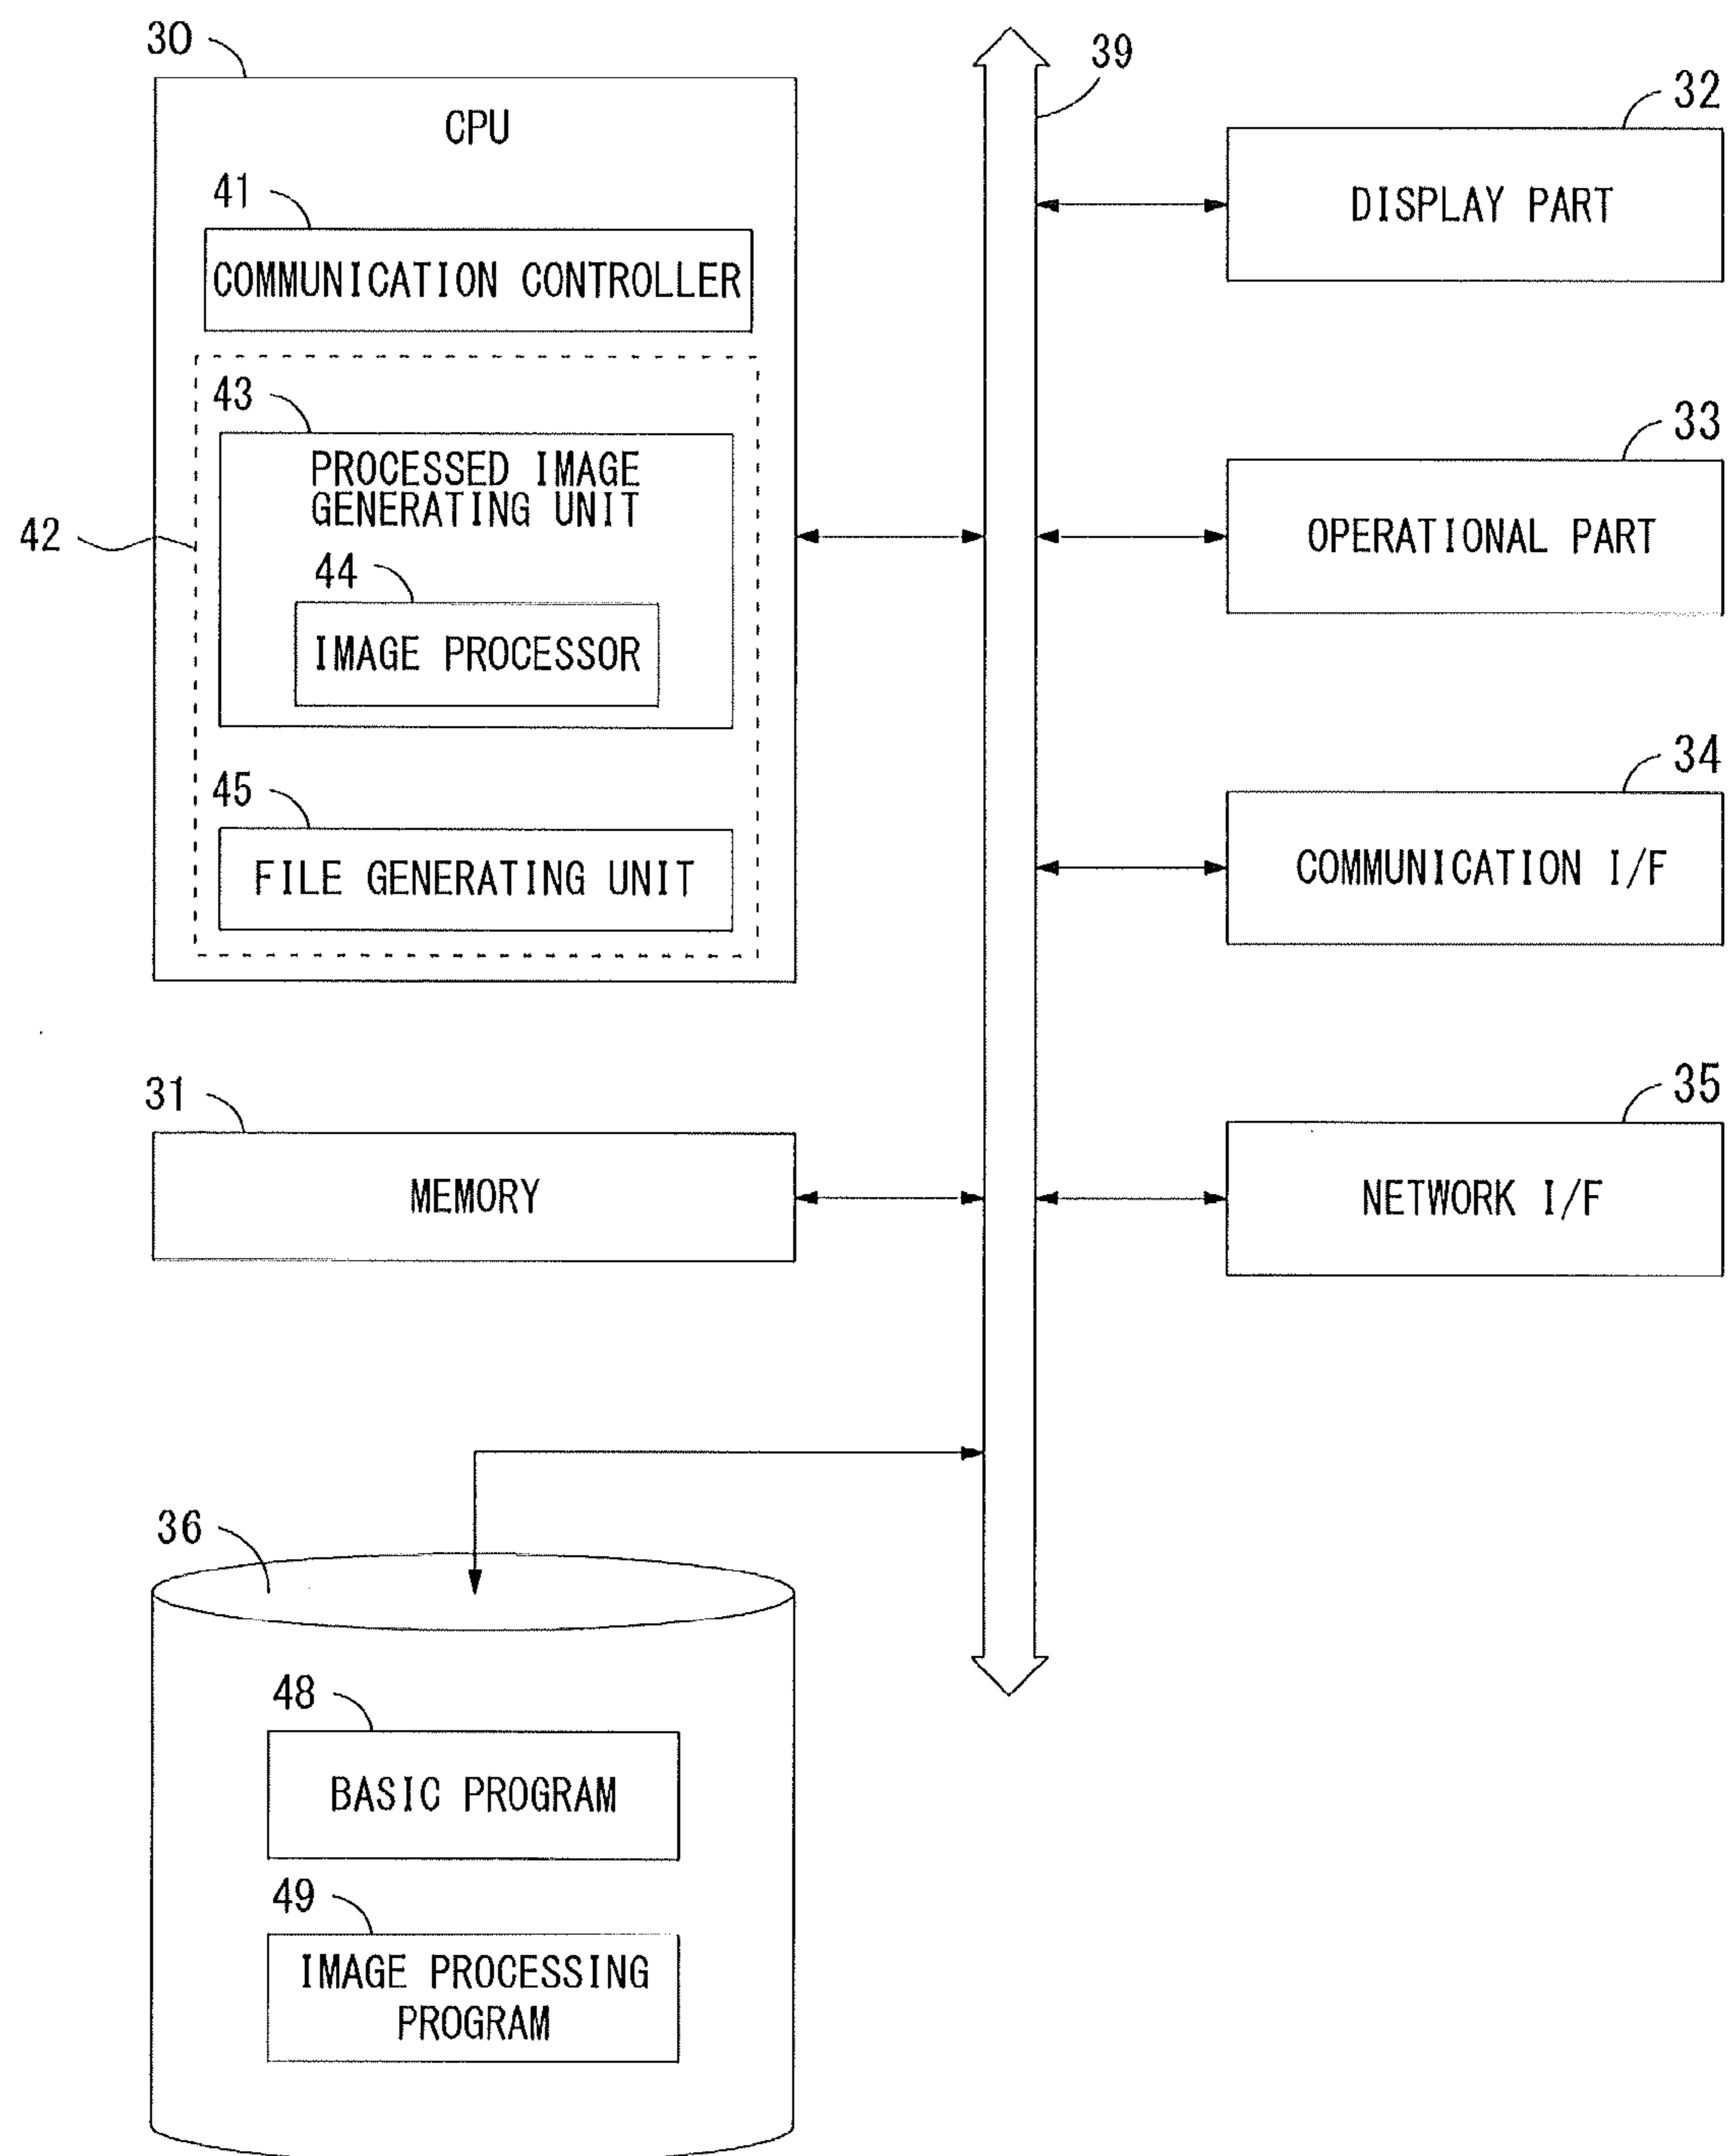 30
CPU
41
COMMUNICATION CONTROLLER
42
43
PROCESSED IMAGE
GENERATING UNIT
44
IMAGE PROCESSOR
45
FILE GENERATING UNIT
31
MEMORY
36
48
BASIC PROGRAM
49
IMAGE PROCESSING
PROGRAM
39
32
DISPLAY PART
33
OPERATIONAL PART
34
COMMUNICATION I/F
35
NETWORK I/F